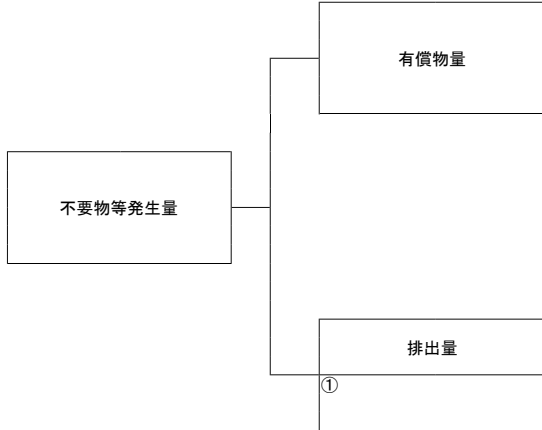 有償物量
不要物等発生量
排出量
①